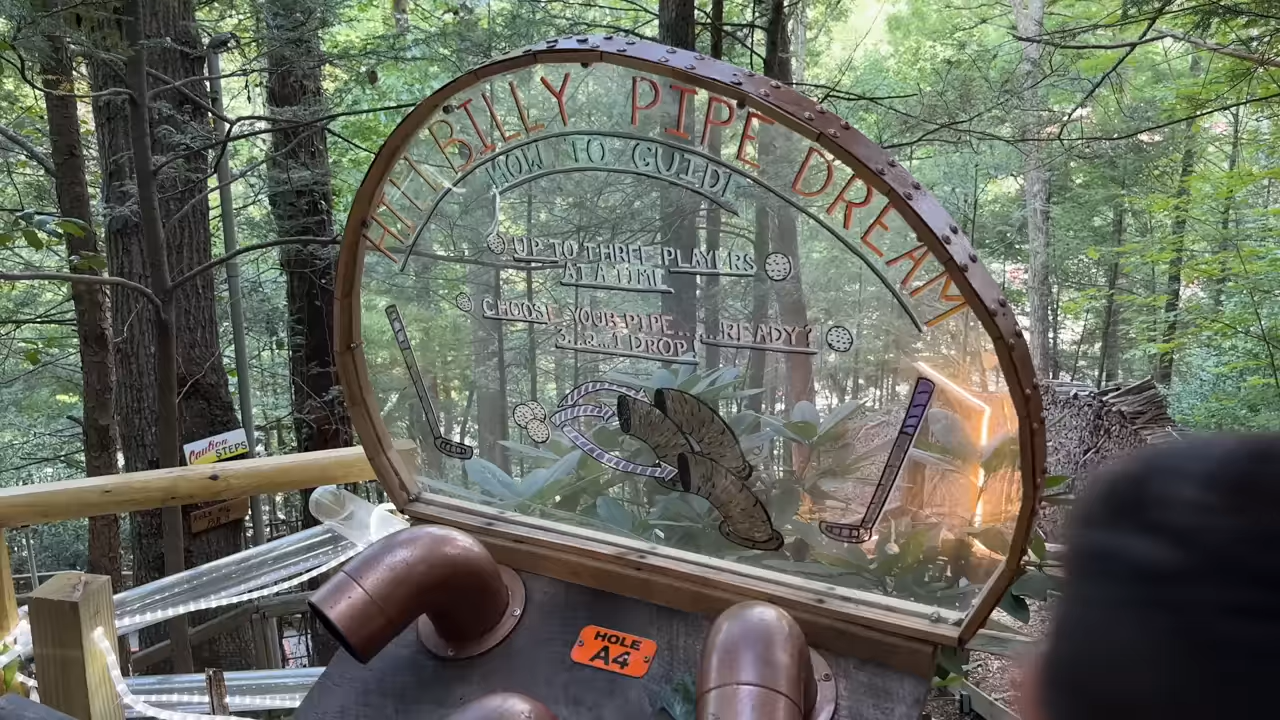 HILLBILLY PIPE DREAM
HOW TO GUIDE
UP TO THREE PLAYERS
AT A TIME
CHOOSE YOUR PIPE......READY?
3...2...1 DROP!
Caution
STEPS
HOLE
A4